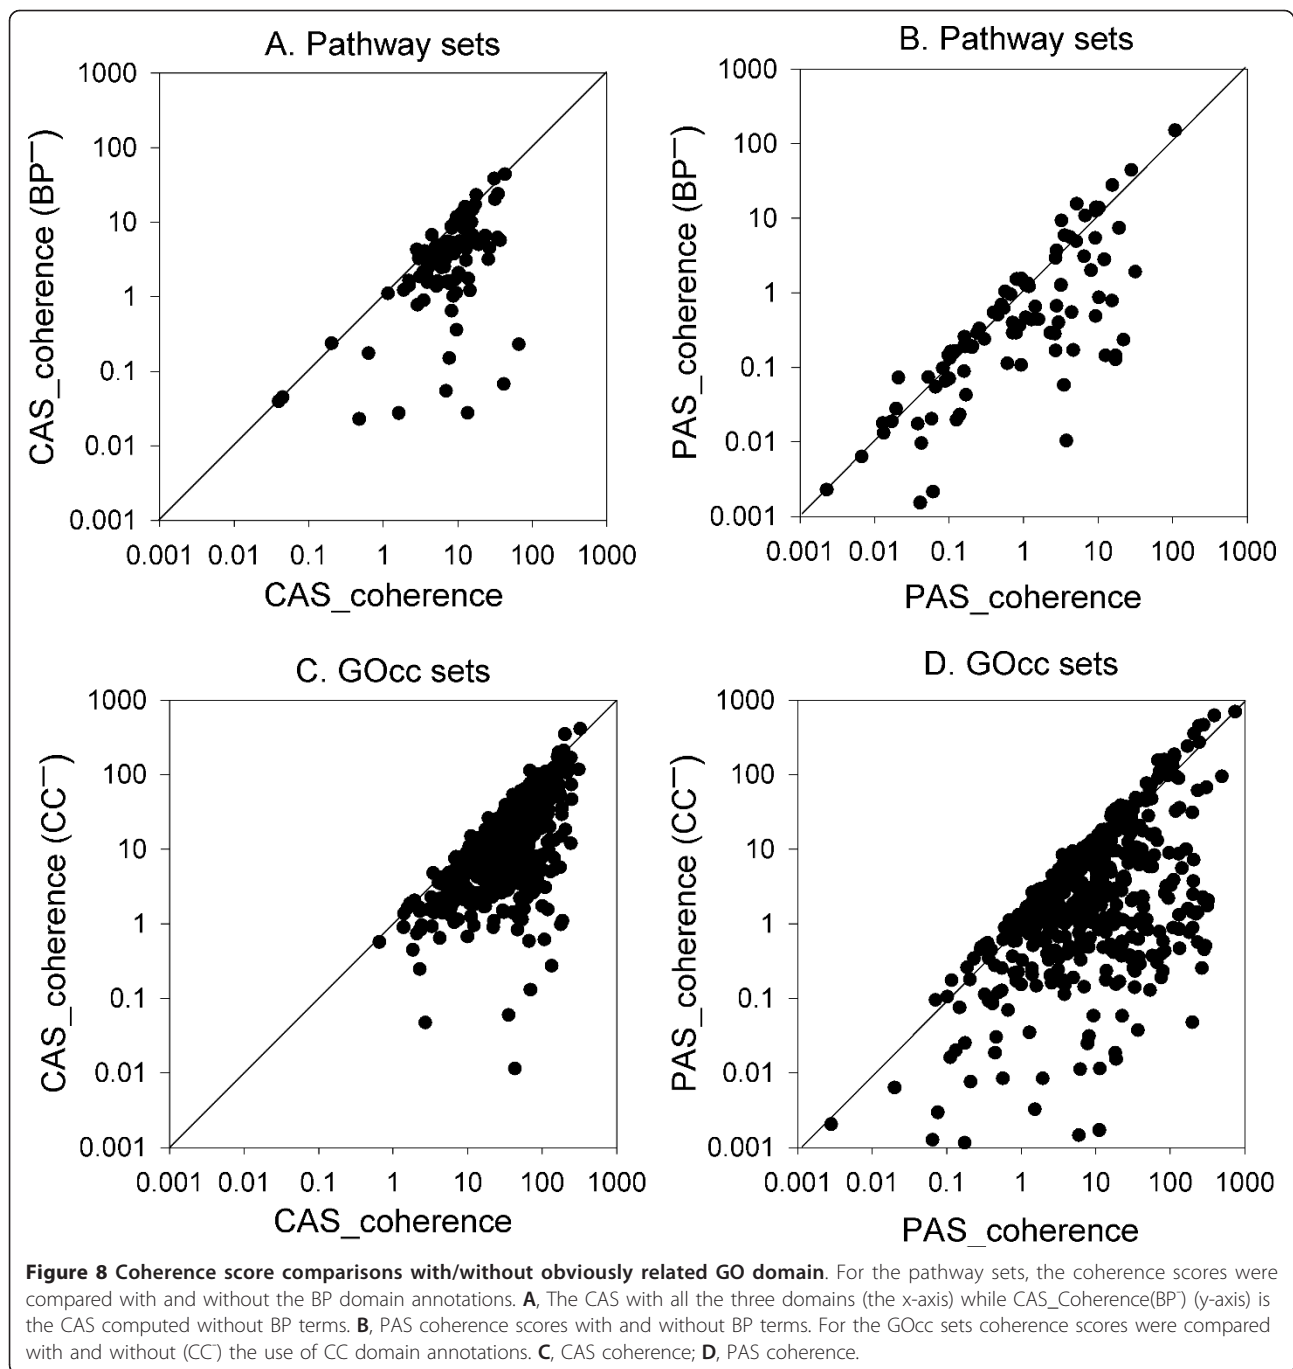 A. Pathway sets
1000
100
10
1
0.1
0.01
0.001
CAS_coherence (BP⁻)
0.001 0.01 0.1 1 10 100 1000
CAS_coherence
B. Pathway sets
1000
100
10
1
0.1
0.01
0.001
PAS_coherence (BP⁻)
0.001 0.01 0.1 1 10 100 1000
PAS_coherence
C. GOcc sets
1000
100
10
1
0.1
0.01
0.001
CAS_coherence (CC⁻)
0.001 0.01 0.1 1 10 100 1000
CAS_coherence
D. GOcc sets
1000
100
10
1
0.1
0.01
0.001
PAS_coherence (CC⁻)
0.001 0.01 0.1 1 10 100 1000
PAS_coherence
Figure 8 Coherence score comparisons with/without obviously related GO domain. For the pathway sets, the coherence scores were
compared with and without the BP domain annotations. A, The CAS with all the three domains (the x-axis) while CAS_Coherence(BP⁻) (y-axis) is
the CAS computed without BP terms. B, PAS coherence scores with and without BP terms. For the GOcc sets coherence scores were compared
with and without (CC⁻) the use of CC domain annotations. C, CAS coherence; D, PAS coherence.